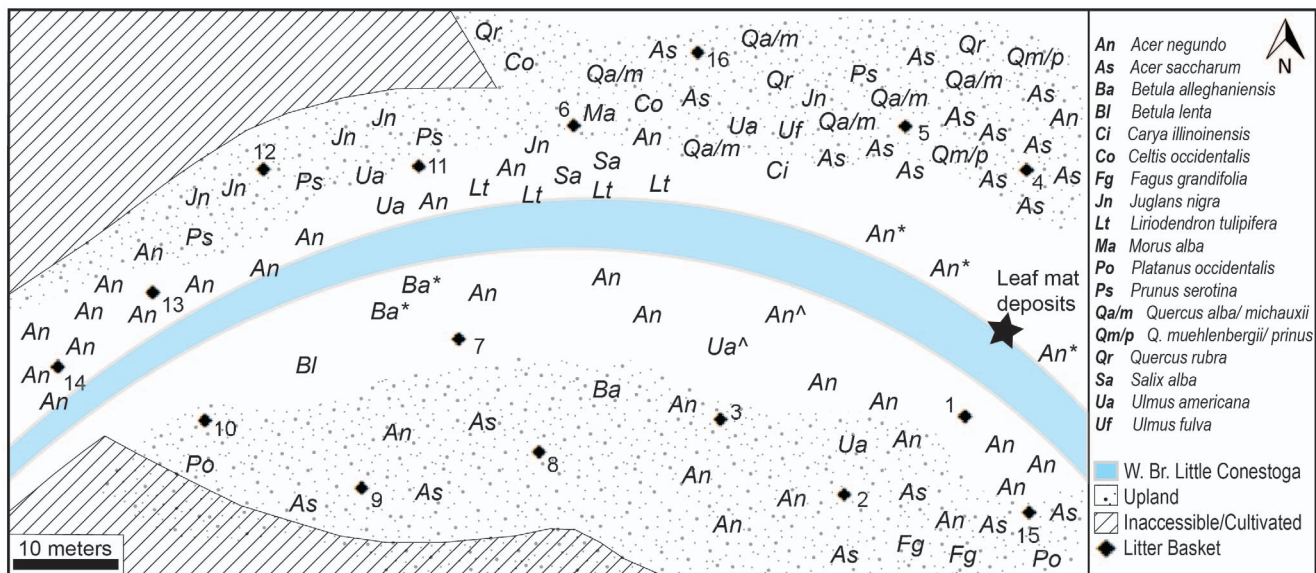 Qr
As
Qa/m
16
Co
Qa/m
As
Qr
Qm/p
Qr
Ps
Qa/m
As
Jn
Jn
Ps
6
Ma
Co
As
Jn
Qa/m
As
An
12
11
Jn
An
Ua
Uf
Qa/m
5
As
As
Jn
Jn
Ps
Ua
An
Sa
Sa
Qa/m
Ci
As
As
As
Qm/p
As
4
As
Ua
An
Lt
Lt
Lt
Lt
As
Ps
An
An
An
An*
An*
An
An
An
13
An
Leaf mat
deposits
An
An
An
14
An
Ba*
Ba*
An
An
An
An^
Ua^
An*
Bl
7
Ba
An
3
An
An
1
10
An
As
8
Ua
An
An
Po
9
As
As
An
An
2
As
An
An
An
An
As
15
As
As
Fg
Fg
Po
10 meters
N
An Acer negundo
As Acer saccharum
Ba Betula alleghaniensis
Bl Betula lenta
Ci Carya illinoinensis
Co Celtis occidentalis
Fg Fagus grandifolia
Jn Juglans nigra
Lt Liriodendron tulipifera
Ma Morus alba
Po Platanus occidentalis
Ps Prunus serotina
Qa/m Quercus alba/ michauxii
Qm/p Q. muehlenbergii/ prinus
Qr Quercus rubra
Sa Salix alba
Ua Ulmus americana
Uf Ulmus fulva
W. Br. Little Conestoga
Upland
Inaccessible/Cultivated
Litter Basket